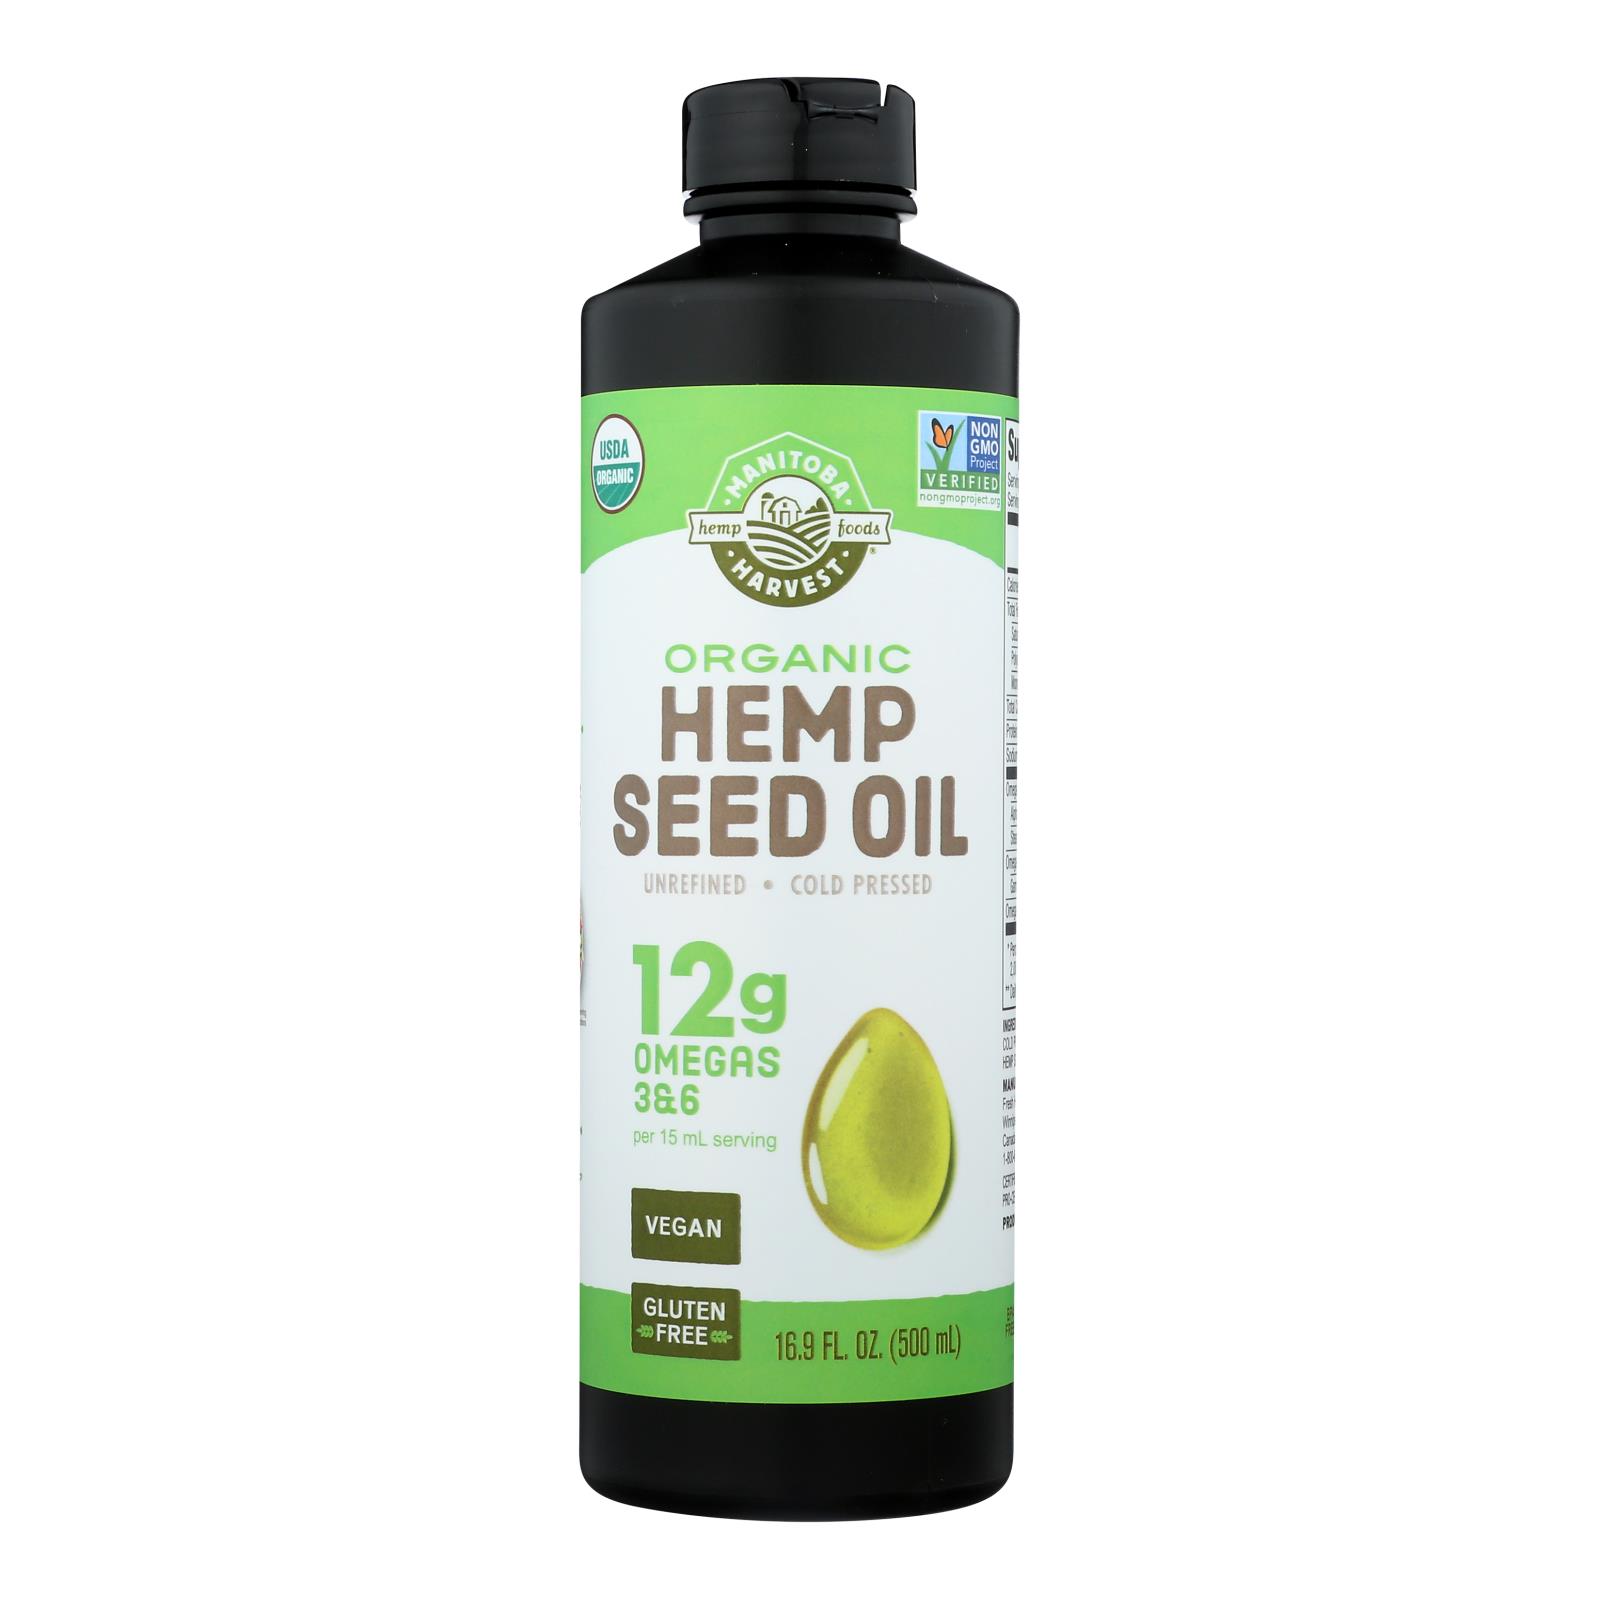 USDA
ORGANIC
NON
GMO
Project
VERIFIED
nongmoproject.org
MANITOBA
hemp foods
HARVEST
®
ORGANIC
HEMP
SEED OIL
UNREFINED • COLD PRESSED
12g
OMEGAS
3&6
per 15 mL serving
VEGAN
GLUTEN
FREE
16.9 FL. OZ. (500 mL)